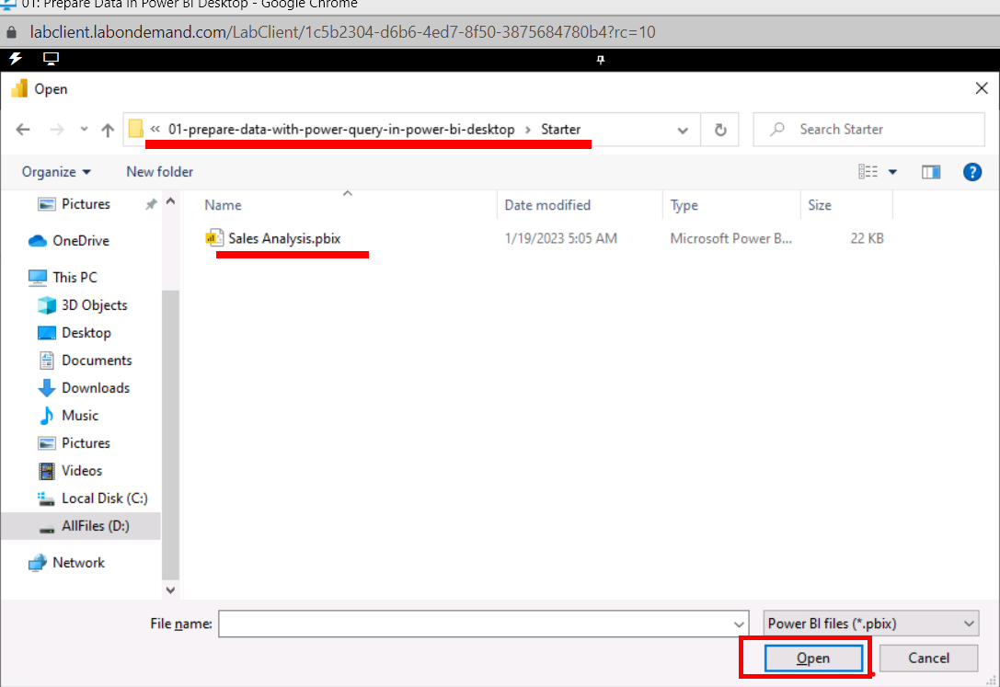 01: Prepare Data in Power BI Desktop - Google Chrome
labclient.labondemand.com/LabClient/1c5b2304-d6b6-4ed7-8f50-3875684780b4?rc=10
Open
« 01-prepare-data-with-power-query-in-power-bi-desktop › Starter
Search Starter
Organize
New folder
?
Pictures
OneDrive
This PC
3D Objects
Desktop
Documents
Downloads
Music
Pictures
Videos
Local Disk (C:)
AllFiles (D:)
Network
Name Date modified Type Size
Sales Analysis.pbix 1/19/2023 5:05 AM Microsoft Power B... 22 KB
File name:
Power BI files (*.pbix)
Open Cancel